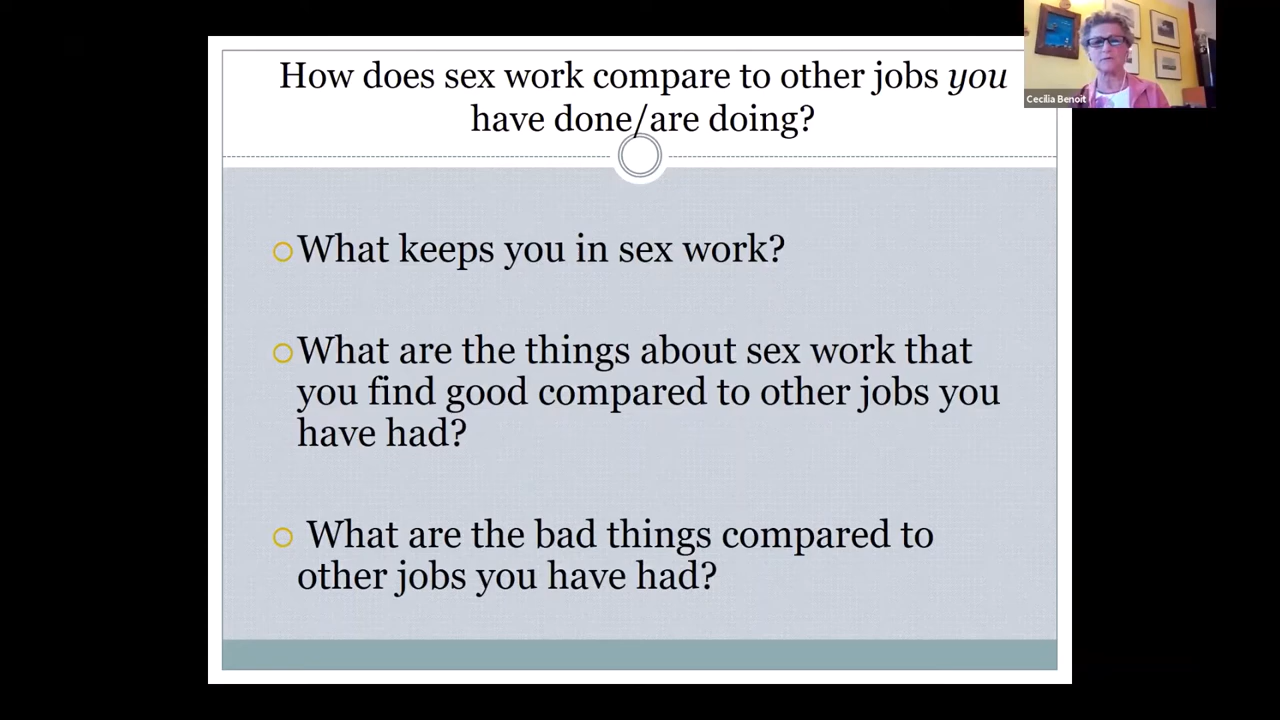 How does sex work compare to other jobs you
have done/are doing?
Cecilia Benoit
What keeps you in sex work?
What are the things about sex work that
you find good compared to other jobs you
have had?
What are the bad things compared to
other jobs you have had?